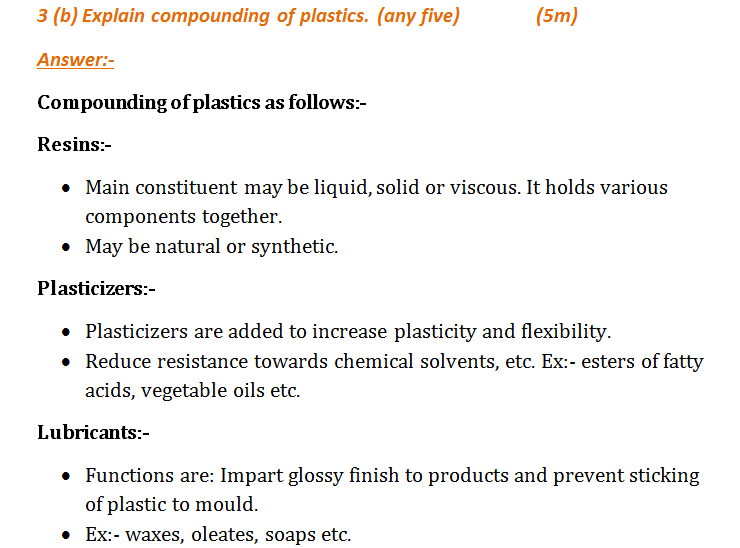 3 (b) Explain compounding of plastics. (any five) (5m)
Answer:-
Compounding of plastics as follows:-
Resins:-
• Main constituent may be liquid, solid or viscous. It holds various
components together.
• May be natural or synthetic.
Plasticizers:-
• Plasticizers are added to increase plasticity and flexibility.
• Reduce resistance towards chemical solvents, etc. Ex:- esters of fatty
acids, vegetable oils etc.
Lubricants:-
• Functions are: Impart glossy finish to products and prevent sticking
of plastic to mould.
• Ex:- waxes, oleates, soaps etc.